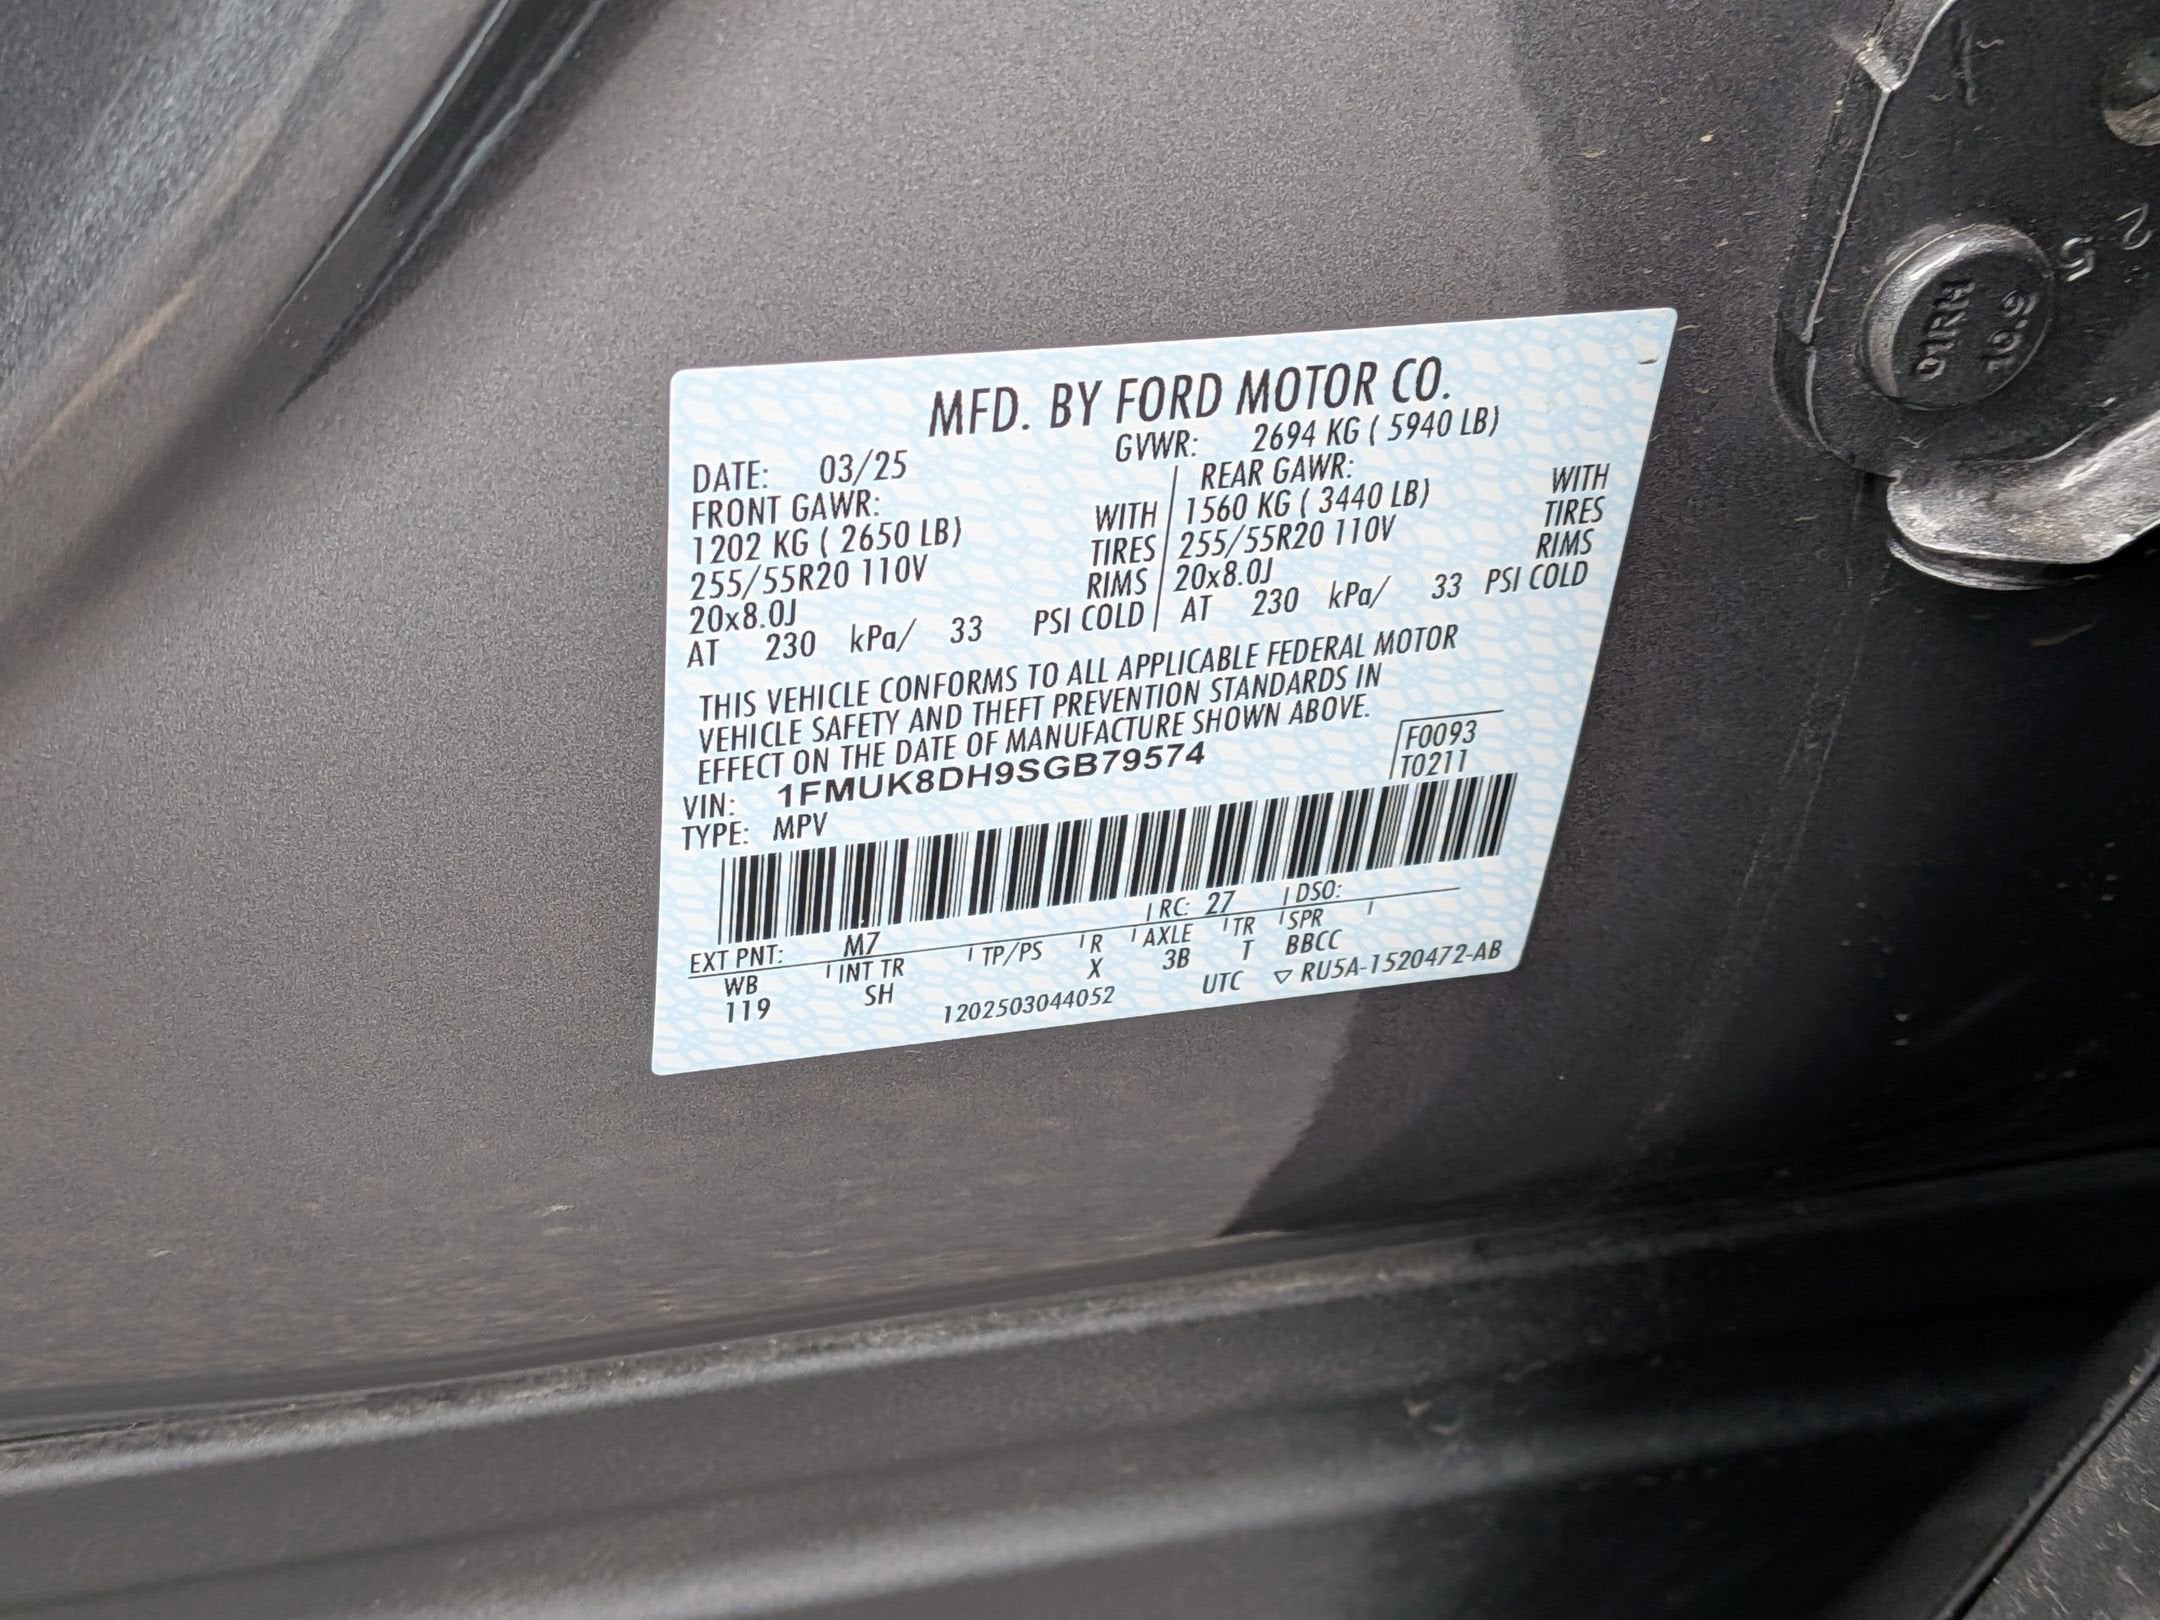 MFD. BY FORD MOTOR CO.
DATE: 03/25 GVWR: 2694 KG ( 5940 LB)
FRONT GAWR: REAR GAWR:
1202 KG ( 2650 LB) WITH 1560 KG ( 3440 LB) WITH
255/55R20 110V TIRES 255/55R20 110V TIRES
20x8.0J RIMS 20x8.0J RIMS
AT 230 kPa/ 33 PSI COLD AT 230 kPa/ 33 PSI COLD
THIS VEHICLE CONFORMS TO ALL APPLICABLE FEDERAL MOTOR
VEHICLE SAFETY AND THEFT PREVENTION STANDARDS IN
EFFECT ON THE DATE OF MANUFACTURE SHOWN ABOVE.
VIN: 1FMUK8DH9SGB79574 F0093
TYPE: MPV T0211
EXT PNT: M7 RC: 27 DSO:
WB INT TR TP/PS R AXLE TR SPR
119 SH X 3B T BBCC
1202503044052 UTC ▽ RU5A-1520472-AB
01RH
10.9
5
2